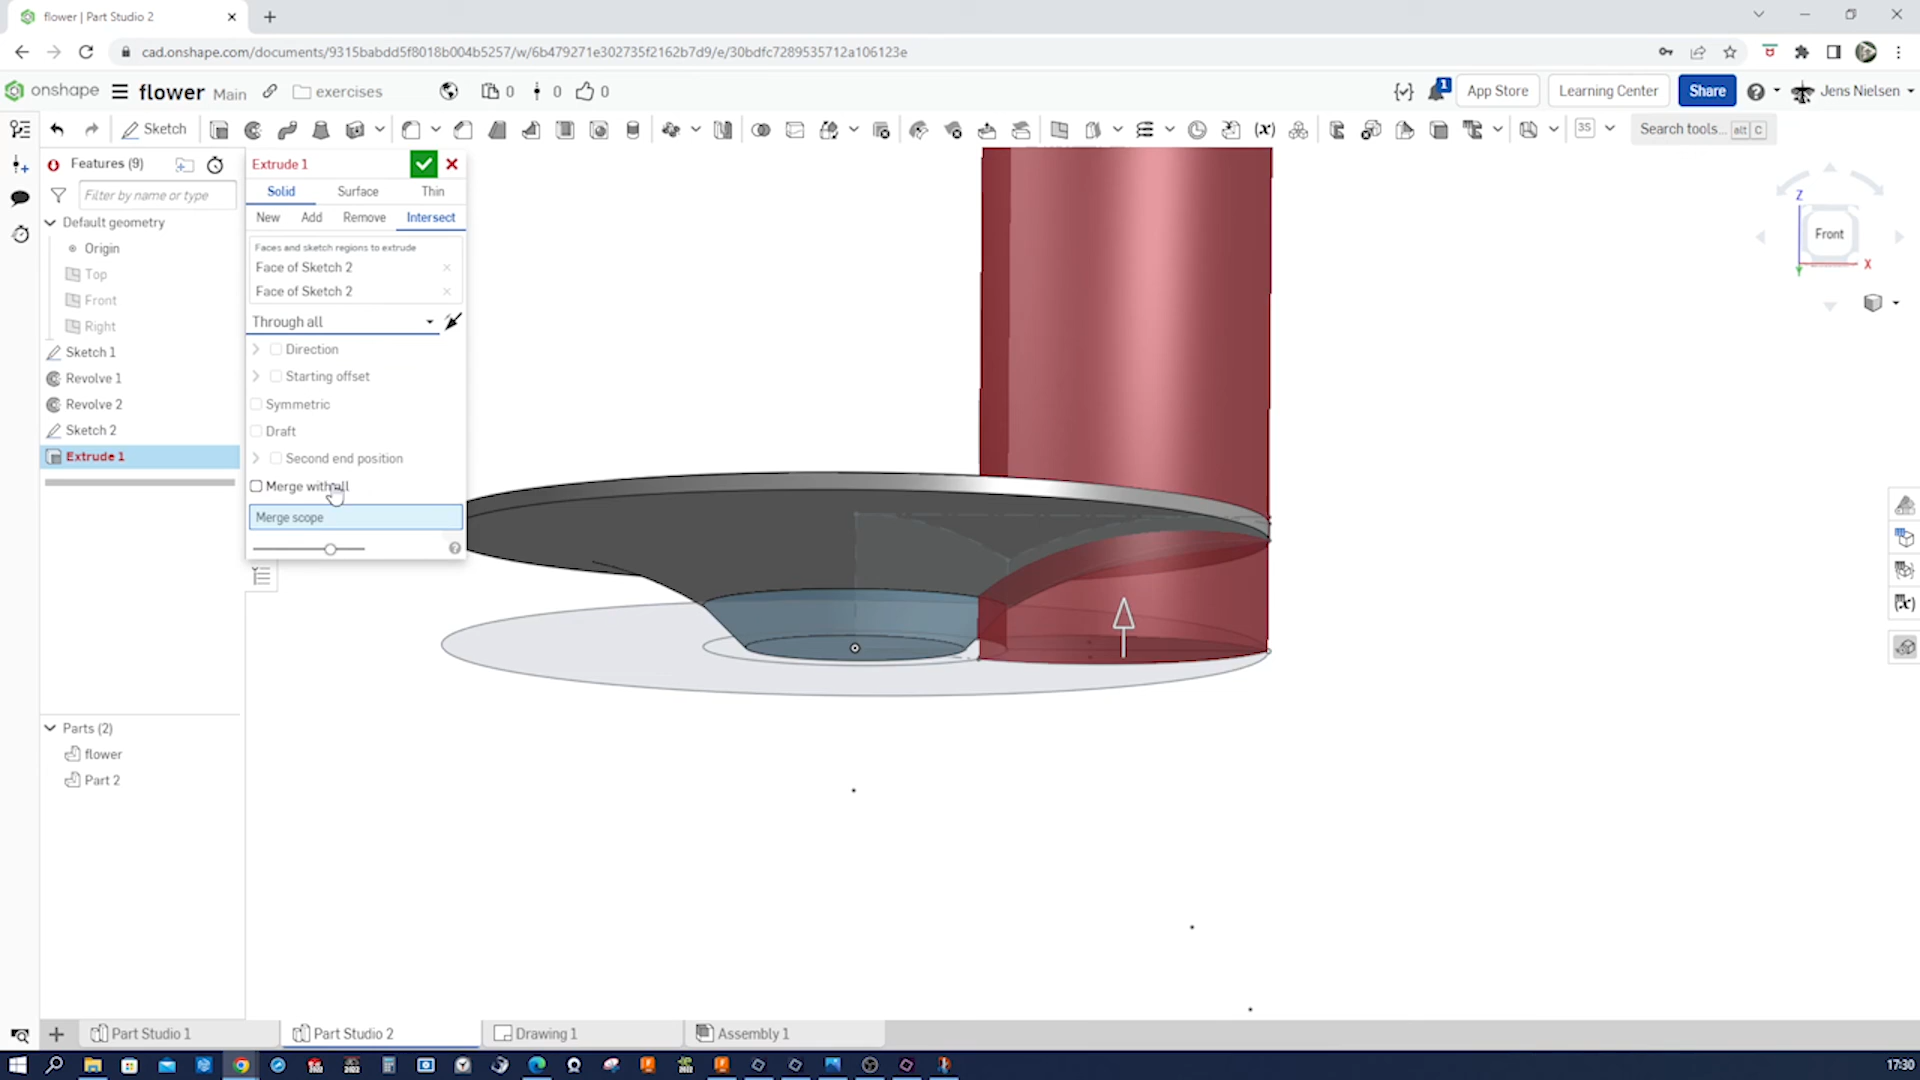 flower | Part Studio 2
cad.onshape.com/documents/9315babdd5f8018b004b5257/w/6b479271e302735f2162b7d9/e/30bdfc7289535712a106123e
onshape flower Main exercises 0 0 0 1 App Store Learning Center Share Jens Nielsen
Sketch (x) 3S Search tools... alt C
Features (9)
Filter by name or type
Default geometry
Origin
Top
Front
Right
Sketch 1
Revolve 1
Revolve 2
Sketch 2
Extrude 1
Extrude 1
Solid Surface Thin
New Add Remove Intersect
Faces and sketch regions to extrude
Face of Sketch 2
Face of Sketch 2
Through all
Direction
Starting offset
Symmetric
Draft
Second end position
Merge with all
Merge scope
Z
Front
X
(x)
Parts (2)
flower
Part 2
Part Studio 1 Part Studio 2 Drawing 1 Assembly 1
17:30